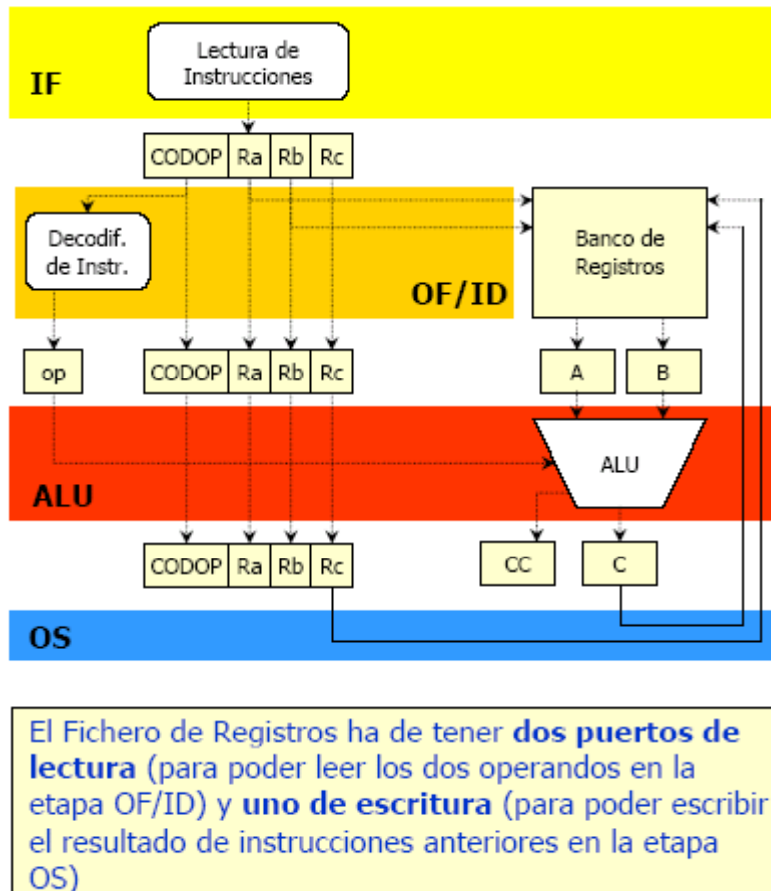 Lectura de
Instrucciones
IF
CODOP Ra Rb Rc
Decodif.
de Instr.
Banco de
Registros
OF/ID
op CODOP Ra Rb Rc A B
ALU
ALU
CODOP Ra Rb Rc CC C
OS
El Fichero de Registros ha de tener dos puertos de
lectura (para poder leer los dos operandos en la
etapa OF/ID) y uno de escritura (para poder escribir
el resultado de instrucciones anteriores en la etapa
OS)